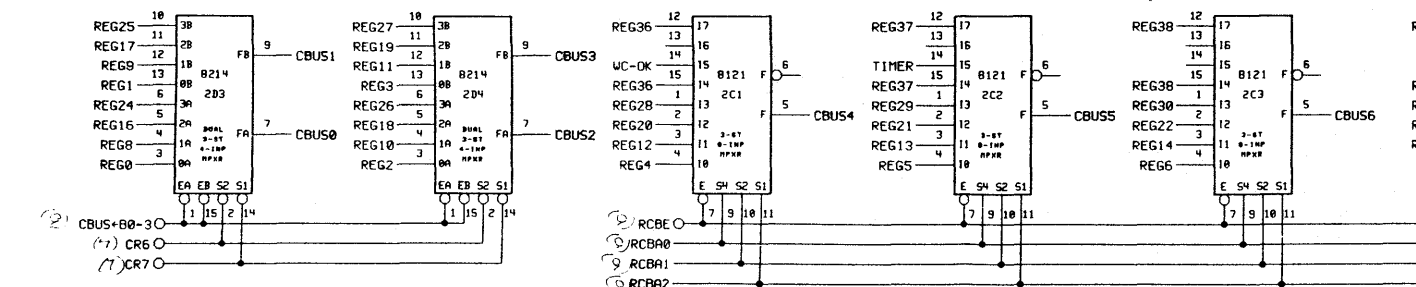 REG25 10 3B
REG17 11 2B FB 9 CBUS1
REG9 12 1B
REG1 13 0B 8214
REG24 6 3A 2D3
REG16 5 2A DUAL FA 7 CBUS0
REG8 4 1A 3-ST 4-INP
REG0 3 0A MPXR
EA EB S2 S1
1 15 2 14
REG27 10 3B
REG19 11 2B FB 9 CBUS3
REG11 12 1B
REG3 13 0B 8214
REG26 6 3A 2D4
REG18 5 2A DUAL FA 7 CBUS2
REG10 4 1A 3-ST 4-INP
REG2 3 0A MPXR
EA EB S2 S1
1 15 2 14
CBUS←B0-3
CR6
(7) CR7
REG36 12 I7
13 I6
WC-OK 14 I5 6
REG36 15 I4 8121 F
REG28 1 I3 2C1
REG20 2 I2 F 5 CBUS4
REG12 3 I1 3-ST 8-INP
REG4 4 I0 MPXR
E S4 S2 S1
7 9 10 11
REG37 12 I7
13 I6
TIMER 14 I5 6
REG37 15 I4 8121 F
REG29 1 I3 2C2
REG21 2 I2 F 5 CBUS5
REG13 3 I1 3-ST 8-INP
REG5 4 I0 MPXR
E S4 S2 S1
7 9 10 11
REG38 12 I7
13 I6
14 I5 6
REG38 15 I4 8121 F
REG30 1 I3 2C3
REG22 2 I2 F 5 CBUS6
REG14 3 I1 3-ST 8-INP
REG6 4 I0 MPXR
E S4 S2 S1
7 9 10 11
RCBE
RCBA0
RCBA1
RCBA2